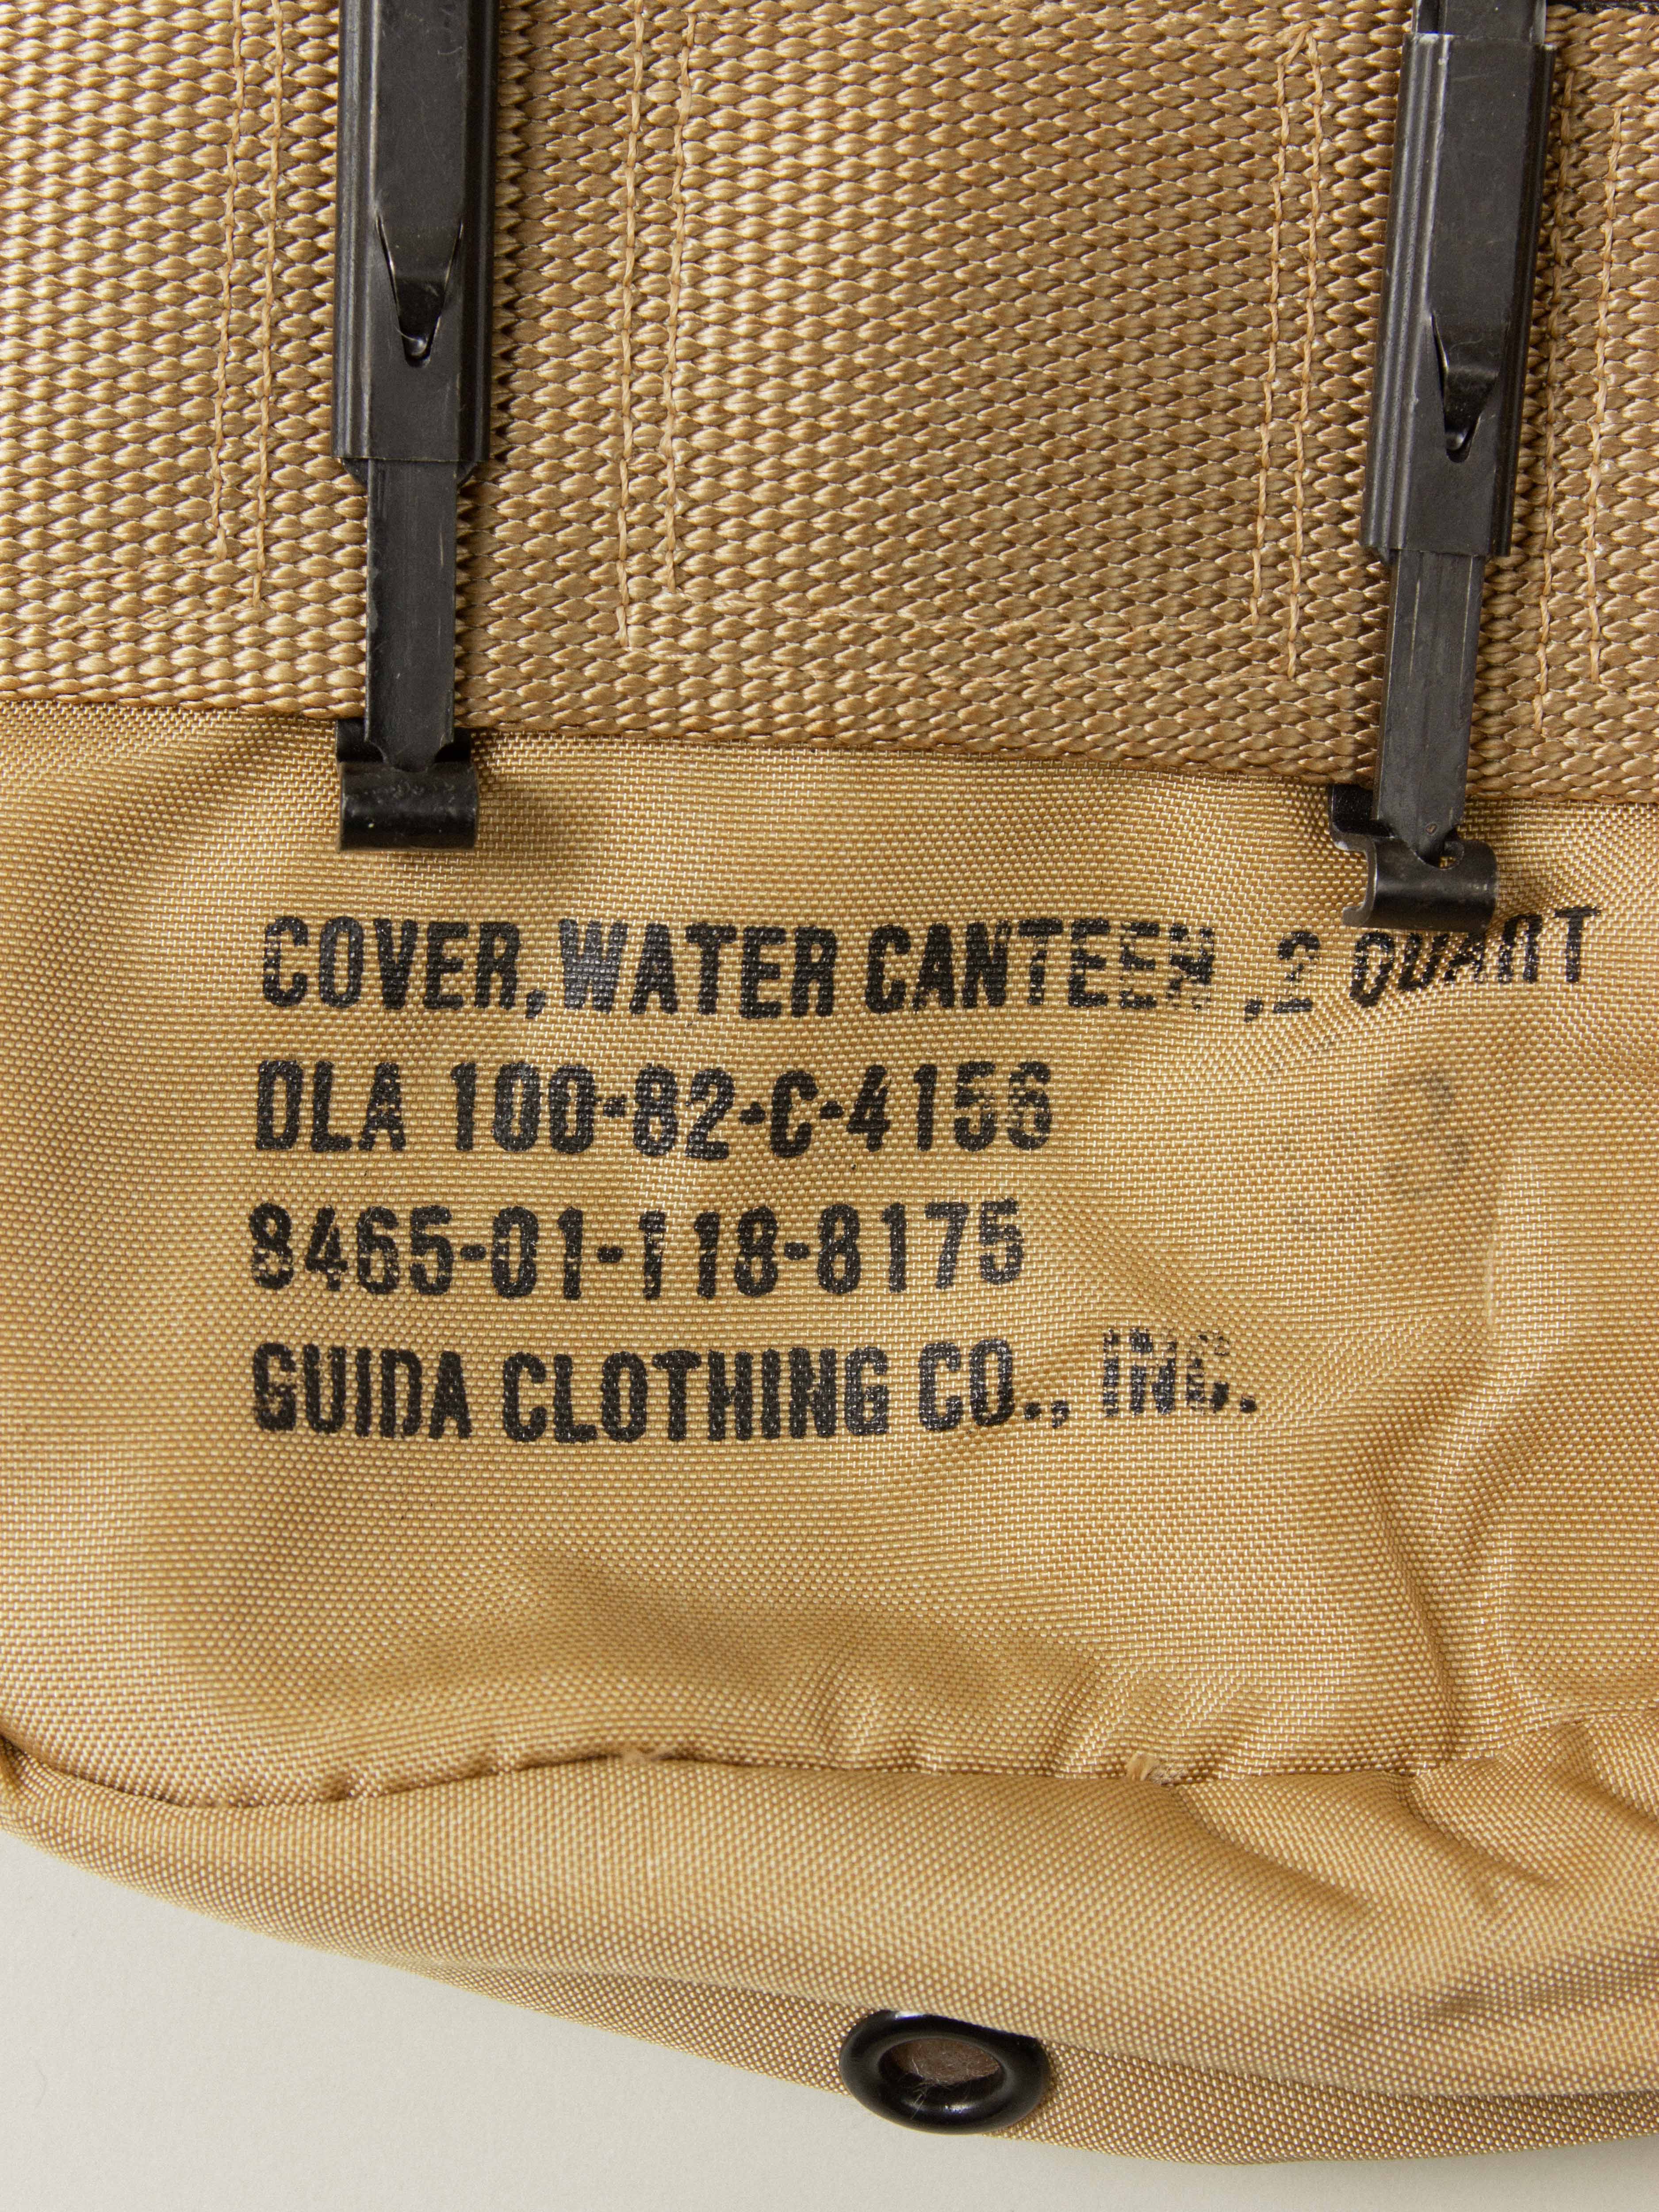 COVER, WATER CANTEEN ,2 QUART
DLA 100-82-C-4156
8465-01-118-8175
GUIDA CLOTHING CO., INC.